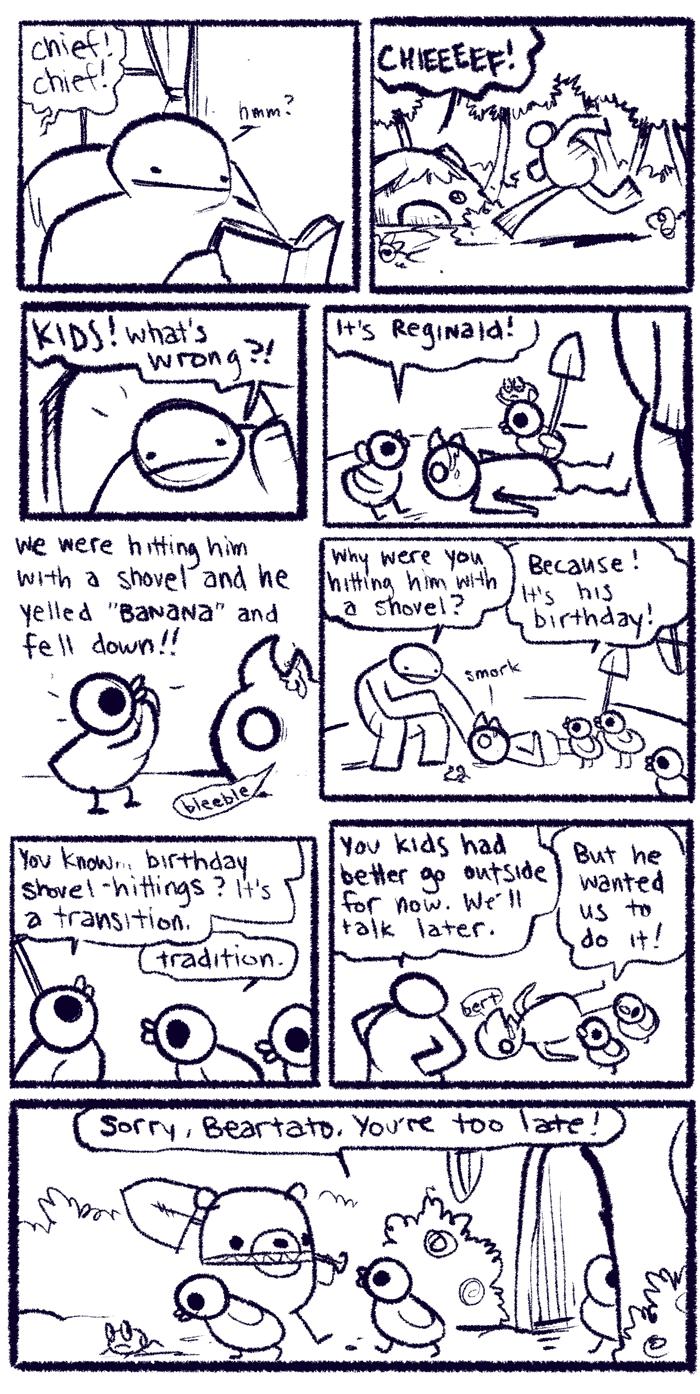 chief!
chief!
hmm?
CHIEEEEF!
KIDS! what's
wrong?!
It's Reginald!
we were hitting him
with a shovel and he
yelled "BANANA" and
fell down!!
bleeble
Why were you
hitting him with
a shovel?
Because!
It's his
birthday!
smork
You know... birthday
shovel-hittings? It's
a transition.
tradition.
You kids had
better go outside
for now. We'll
talk later.
But he
wanted
us to
do it!
bert
Sorry, Beartato. You're too late!